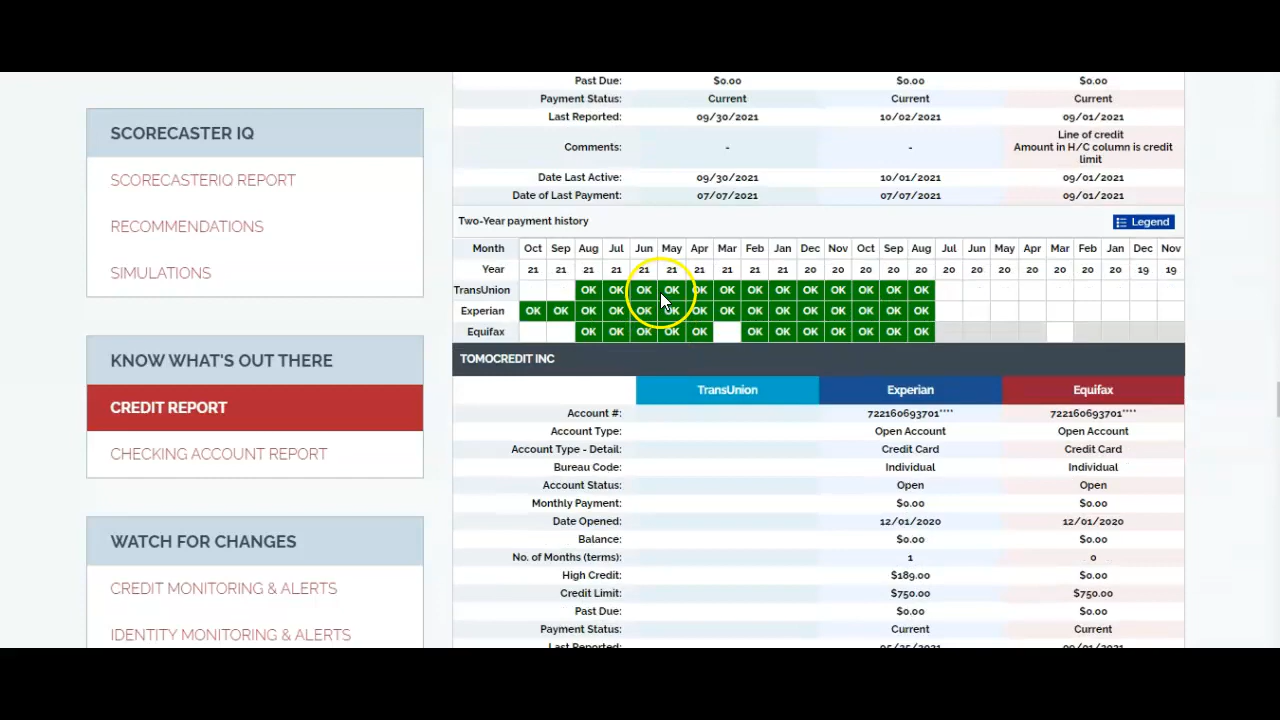 Past Due: $0.00 $0.00 $0.00
SCORECASTER IQ
Payment Status: Current Current Current
Last Reported: 09/30/2021 10/02/2021 09/01/2021
Comments: - - Line of credit
Amount in H/C column is credit
limit
SCORECASTERIQ REPORT
Date Last Active: 09/30/2021 10/01/2021 09/01/2021
Date of Last Payment: 07/07/2021 07/07/2021 09/01/2021
RECOMMENDATIONS
Two-Year payment history Legend
Month Oct Sep Aug Jul Jun May Apr Mar Feb Jan Dec Nov Oct Sep Aug Jul Jun May Apr Mar Feb Jan Dec Nov
SIMULATIONS
Year 21 21 21 21 21 21 21 21 21 21 20 20 20 20 20 20 20 20 20 20 20 20 19 19
TransUnion OK OK OK OK OK OK OK OK OK OK OK OK OK
Experian OK OK OK OK OK OK OK OK OK OK OK OK OK OK OK
Equifax OK OK OK OK OK OK OK OK OK OK OK OK
KNOW WHAT'S OUT THERE
TOMOCREDIT INC
TransUnion Experian Equifax
CREDIT REPORT
Account #: 722160693701**** 722160693701****
Account Type: Open Account Open Account
Account Type - Detail: Credit Card Credit Card
CHECKING ACCOUNT REPORT
Bureau Code: Individual Individual
Account Status: Open Open
Monthly Payment: $0.00 $0.00
Date Opened: 12/01/2020 12/01/2020
WATCH FOR CHANGES
Balance: $0.00 $0.00
No. of Months (terms): 1 0
High Credit: $189.00 $0.00
CREDIT MONITORING & ALERTS
Credit Limit: $750.00 $750.00
Past Due: $0.00 $0.00
Payment Status: Current Current
IDENTITY MONITORING & ALERTS
Last Reported: 05/25/2021 09/01/2021